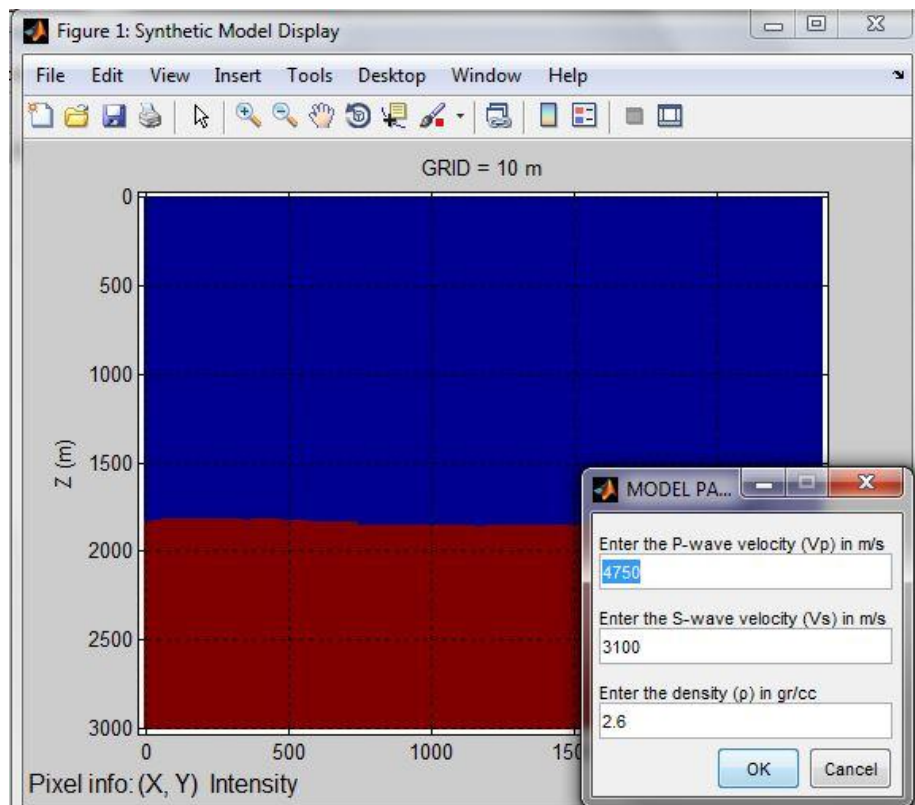 Figure 1: Synthetic Model Display
File Edit View Insert Tools Desktop Window Help
GRID = 10 m
0
500
1000
Z (m)
1500
2000
2500
3000
0 500 1000 150
Pixel info: (X, Y) Intensity
MODEL PA...
Enter the P-wave velocity (Vp) in m/s
4750
Enter the S-wave velocity (Vs) in m/s
3100
Enter the density (ρ) in gr/cc
2.6
OK Cancel